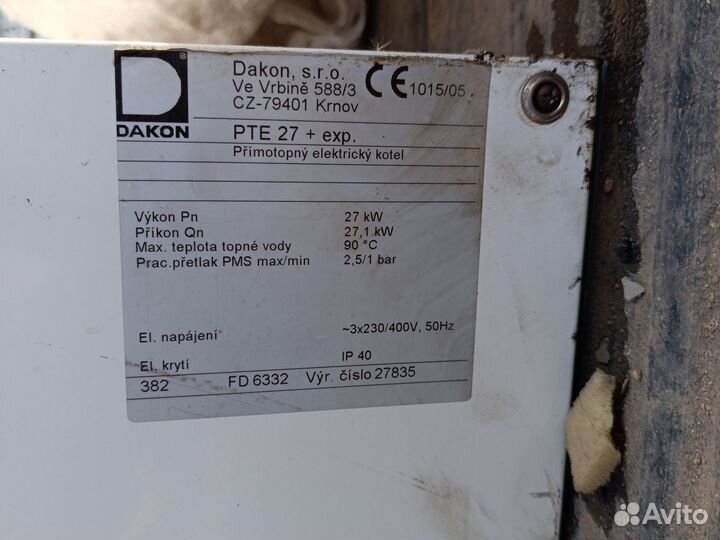 DAKON
Dakon, s.r.o.
Ve Vrbině 588/3
CZ-79401 Krnov
CE 1015/05
PTE 27 + exp.
Přímotopný elektrický kotel
Výkon Pn 27 kW
Příkon Qn 27,1 kW
Max. teplota topné vody 90 °C
Prac.přetlak PMS max/min 2,5/1 bar
El. napájení ~3x230/400V, 50Hz
El. krytí IP 40
382 FD 6332 Výr. číslo 27835
Avito